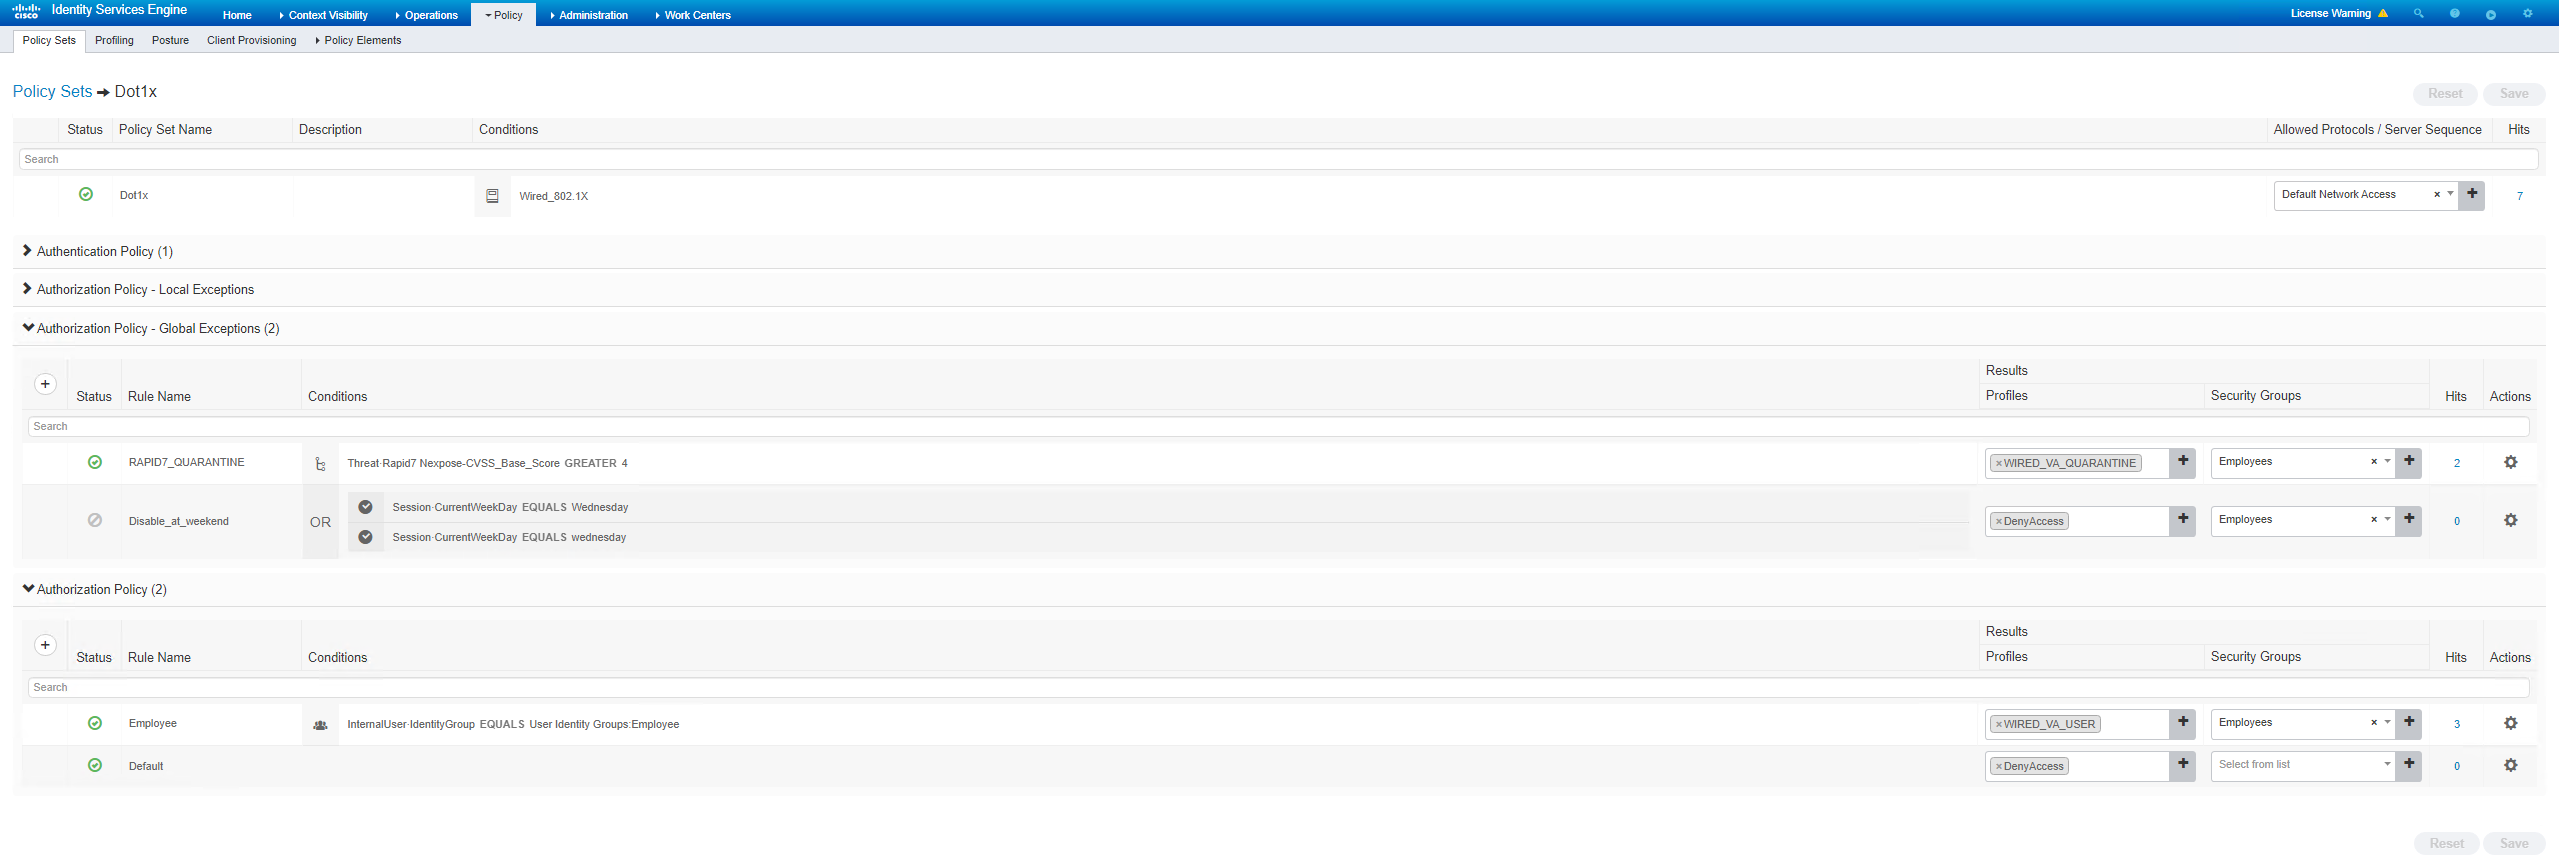 cisco Identity Services Engine Home Context Visibility Operations Policy Administration Work Centers License Warning
Policy Sets Profiling Posture Client Provisioning Policy Elements
Policy Sets Dot1x Reset Save
Status Policy Set Name Description Conditions Allowed Protocols / Server Sequence Hits
Search
Dot1x Wired_802.1X Default Network Access × 7
Authentication Policy (1)
Authorization Policy - Local Exceptions
Authorization Policy - Global Exceptions (2)
Results
Status Rule Name Conditions Profiles Security Groups Hits Actions
Search
RAPID7_QUARANTINE Threat·Rapid7 Nexpose-CVSS_Base_Score GREATER 4 ×WIRED_VA_QUARANTINE Employees × 2
Disable_at_weekend OR Session·CurrentWeekDay EQUALS Wednesday ×DenyAccess Employees × 0
Session·CurrentWeekDay EQUALS wednesday
Authorization Policy (2)
Results
Status Rule Name Conditions Profiles Security Groups Hits Actions
Search
Employee InternalUser·IdentityGroup EQUALS User Identity Groups:Employee ×WIRED_VA_USER Employees × 3
Default ×DenyAccess Select from list 0
Reset Save